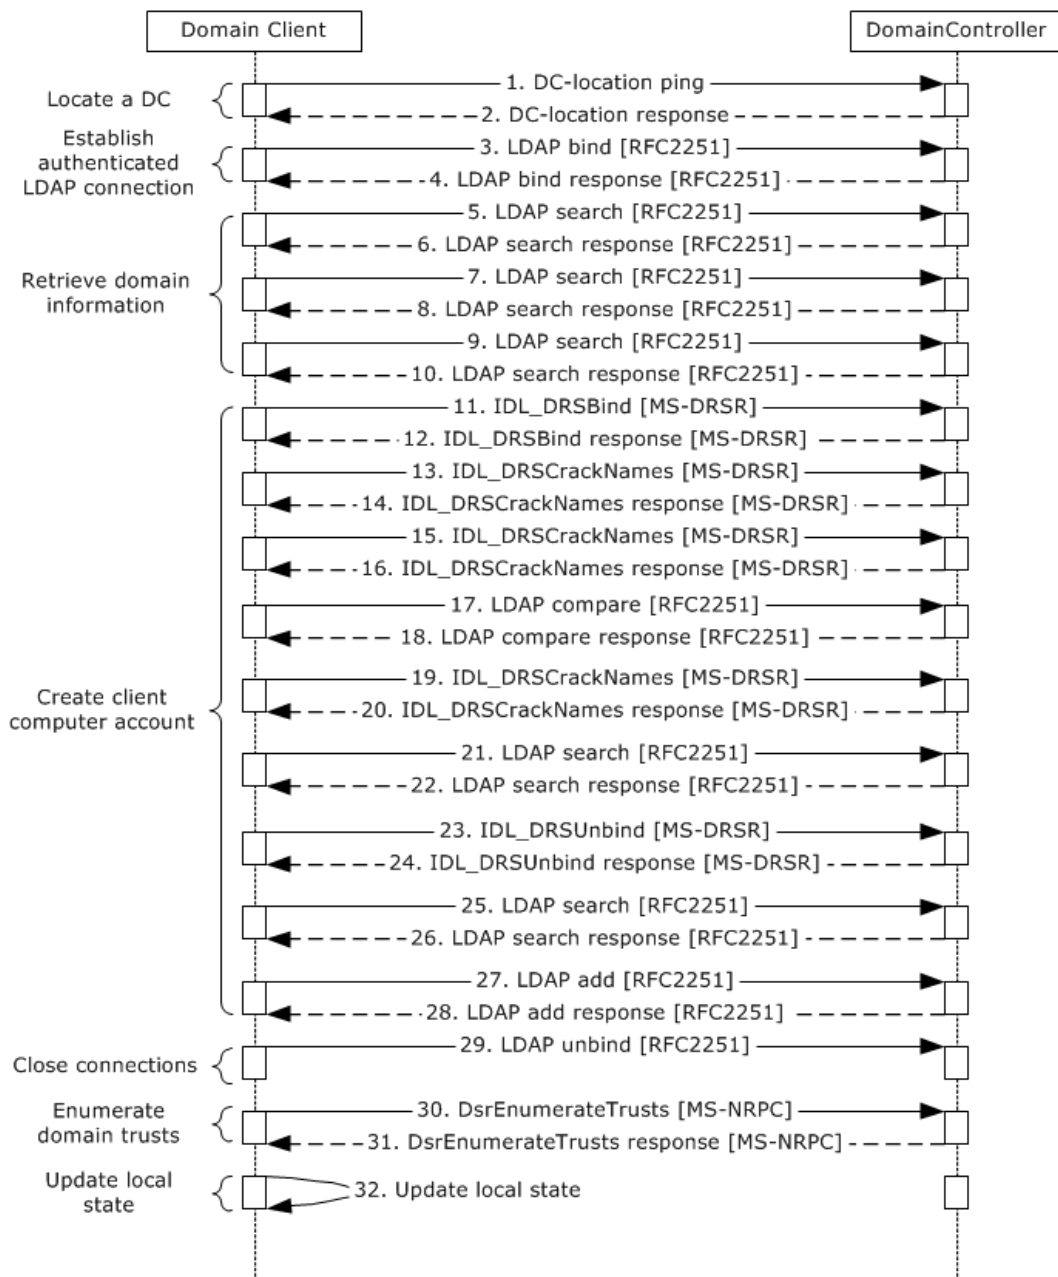 Domain Client
DomainController
Locate a DC
1. DC-location ping
2. DC-location response
Establish
authenticated
LDAP connection
3. LDAP bind [RFC2251]
4. LDAP bind response [RFC2251]
Retrieve domain
information
5. LDAP search [RFC2251]
6. LDAP search response [RFC2251]
7. LDAP search [RFC2251]
8. LDAP search response [RFC2251]
9. LDAP search [RFC2251]
10. LDAP search response [RFC2251]
Create client
computer account
11. IDL_DRSBind [MS-DRSR]
12. IDL_DRSBind response [MS-DRSR]
13. IDL_DRSCrackNames [MS-DRSR]
14. IDL_DRSCrackNames response [MS-DRSR]
15. IDL_DRSCrackNames [MS-DRSR]
16. IDL_DRSCrackNames response [MS-DRSR]
17. LDAP compare [RFC2251]
18. LDAP compare response [RFC2251]
19. IDL_DRSCrackNames [MS-DRSR]
20. IDL_DRSCrackNames response [MS-DRSR]
21. LDAP search [RFC2251]
22. LDAP search response [RFC2251]
23. IDL_DRSUnbind [MS-DRSR]
24. IDL_DRSUnbind response [MS-DRSR]
25. LDAP search [RFC2251]
26. LDAP search response [RFC2251]
27. LDAP add [RFC2251]
28. LDAP add response [RFC2251]
Close connections
29. LDAP unbind [RFC2251]
Enumerate
domain trusts
30. DsrEnumerateTrusts [MS-NRPC]
31. DsrEnumerateTrusts response [MS-NRPC]
Update local
state
32. Update local state